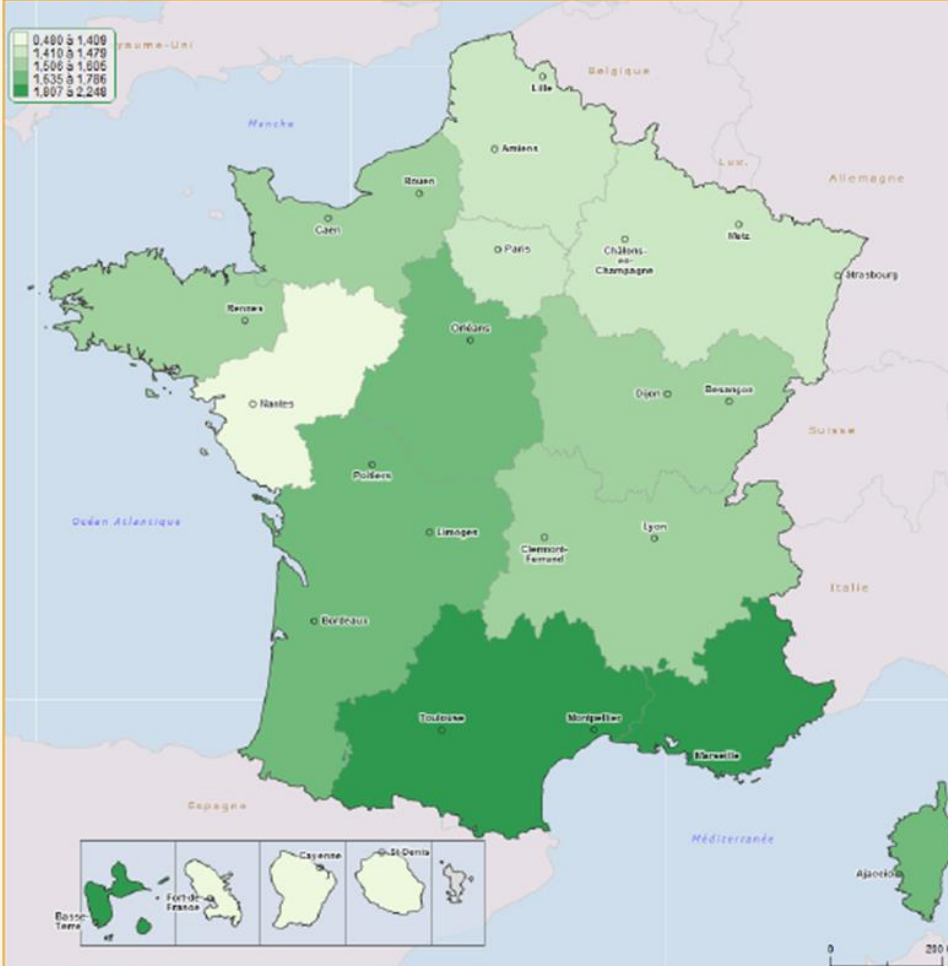 0,480 à 1,409
1,410 à 1,479
1,506 à 1,605
1,635 à 1,786
1,807 à 2,248
Royaume-Uni
Belgique
Lille
Manche
Amiens
Lux.
Allemagne
Rouen
Caen
Paris
Châlons-
en-
Champagne
Metz
Strasbourg
Rennes
Orléans
Nantes
Dijon
Besançon
Suisse
Poitiers
Océan Atlantique
Limoges
Clermont-
Ferrand
Lyon
Italie
Bordeaux
Toulouse
Montpellier
Marseille
Espagne
Méditerranée
Cayenne
St-Denis
Ajaccio
Fort-de-
France
Basse-
Terre
0
200